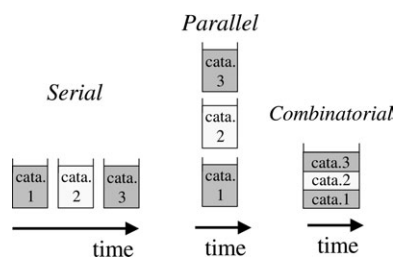 Serial
cata.
1
cata.
2
cata.
3
time
Parallel
cata.
3
cata.
2
cata.
1
time
Combinatorial
cata.3
cata.2
cata.1
time